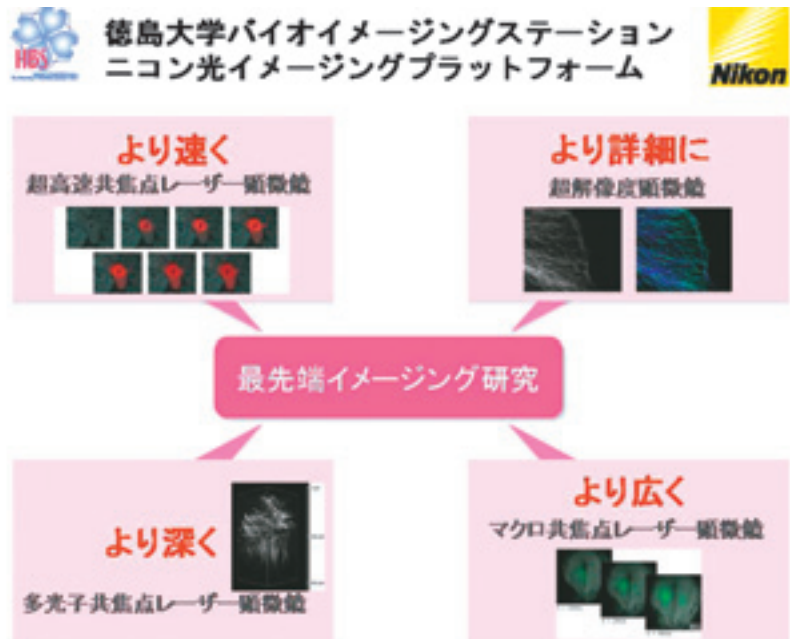 HBS
徳島大学バイオイメージングステーション
ニコン光イメージングプラットフォーム
Nikon
より速く
超高速共焦点レーザー顕微鏡
より詳細に
超解像度顕微鏡
最先端イメージング研究
より深く
多光子共焦点レーザー顕微鏡
より広く
マクロ共焦点レーザー顕微鏡